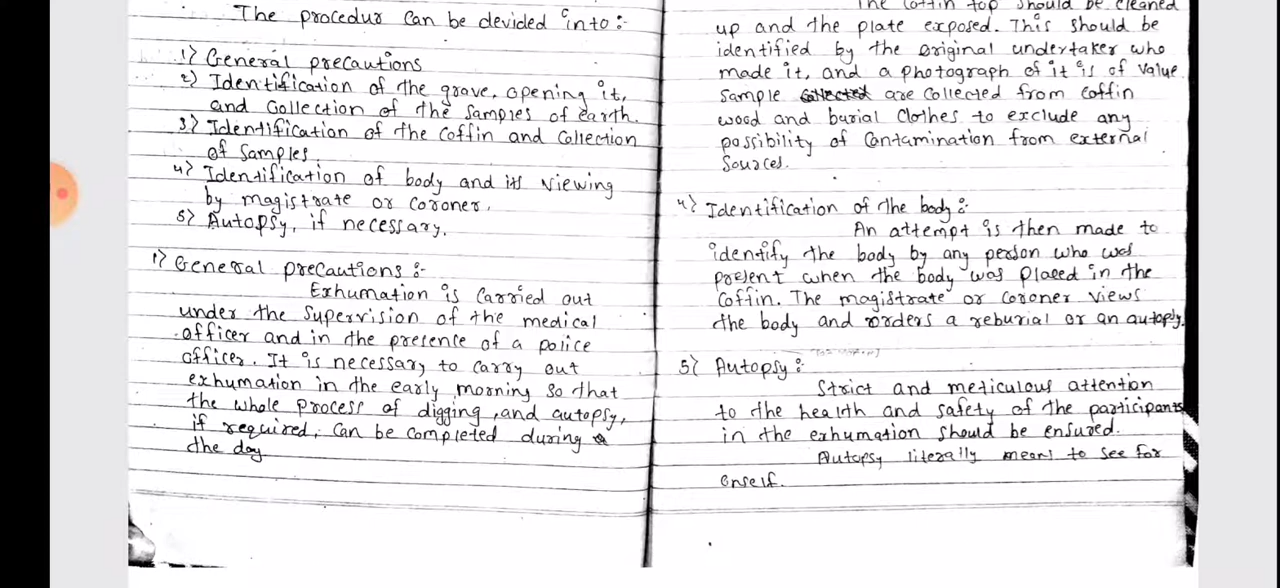 The procedur can be devided into :-
1) General precautions
2) Identification of the grave, opening it,
and Collection of the Samples of earth.
3) Identification of the Coffin and Collection
of Samples.
4) Identification of body and its viewing
by magistrate or Coroner.
5) Autopsy, if necessary.
1) General precautions :-
Exhumation is Carried out
under the Supervision of the medical
officer and in the presence of a police
officer. It is necessary to carry out
exhumation in the early morning so that
the whole process of digging, and autopsy,
if required, Can be Completed during
the day
The Coffin top should be cleaned
up and the plate exposed. This should be
identified by the original undertaker who
made it, and a photograph of it is of value
Sample are Collected from Coffin
wood and burial Clothes to exclude any
possibility of Contamination from external
Sources.
4) Identification of the body :-
An attempt is then made to
identify the body by any person who was
present when the body was placed in the
Coffin. The magistrate or coroner views
the body and orders a reburial or an autopsy.
5) Autopsy :-
Strict and meticulous attention
to the health and safety of the participants
in the exhumation should be ensured.
Autopsy literally means to see for